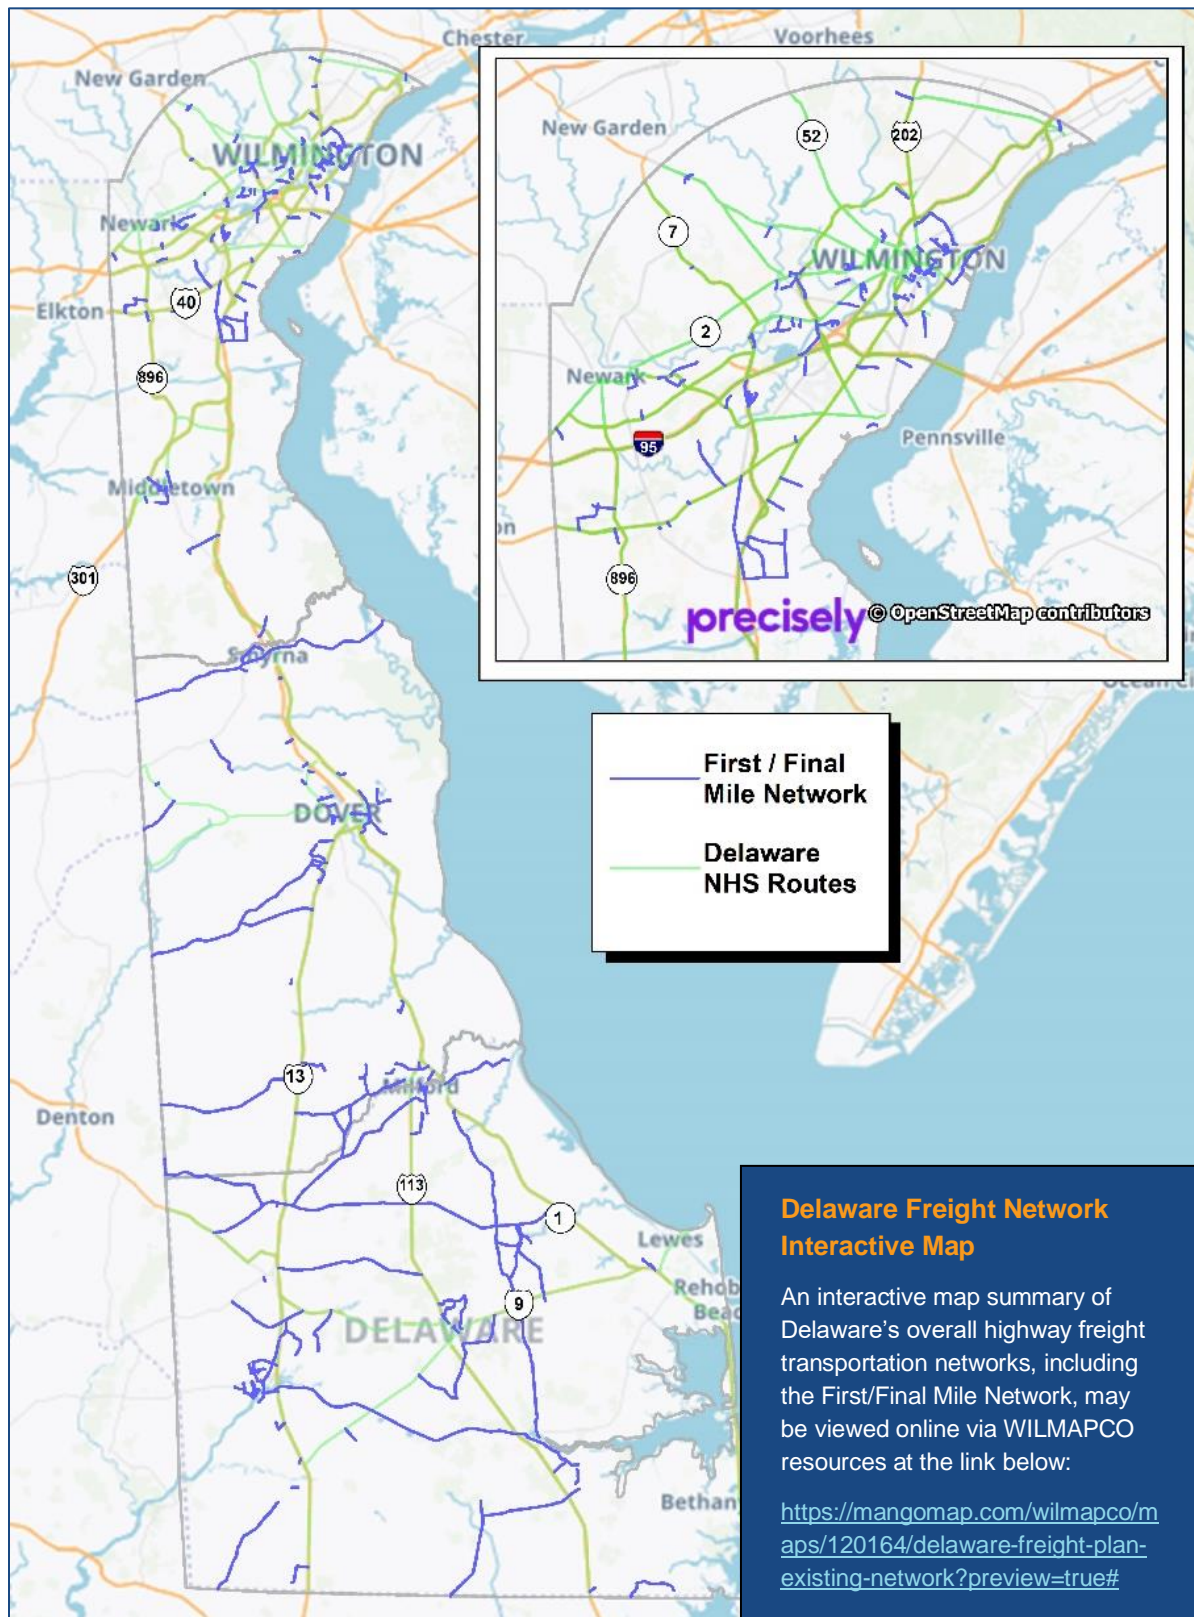 Chester
Voorhees
New Garden
WILMINGTON
Newark
Elkton
40
896
Middletown
301
Smyrna
DOVER
13
Milford
Denton
113
1
Lewes
9
DELAWARE
Bethan
New Garden
52
202
7
WILMINGTON
2
Newark
95
Pennsville
896
precisely
© OpenStreetMap contributors
First / Final
Mile Network
Delaware
NHS Routes
Rehob
Bea
Delaware Freight Network
Interactive Map
An interactive map summary of
Delaware’s overall highway freight
transportation networks, including
the First/Final Mile Network, may
be viewed online via WILMAPCO
resources at the link below:
https://mangomap.com/wilmapco/m
aps/120164/delaware-freight-plan-
existing-network?preview=true#